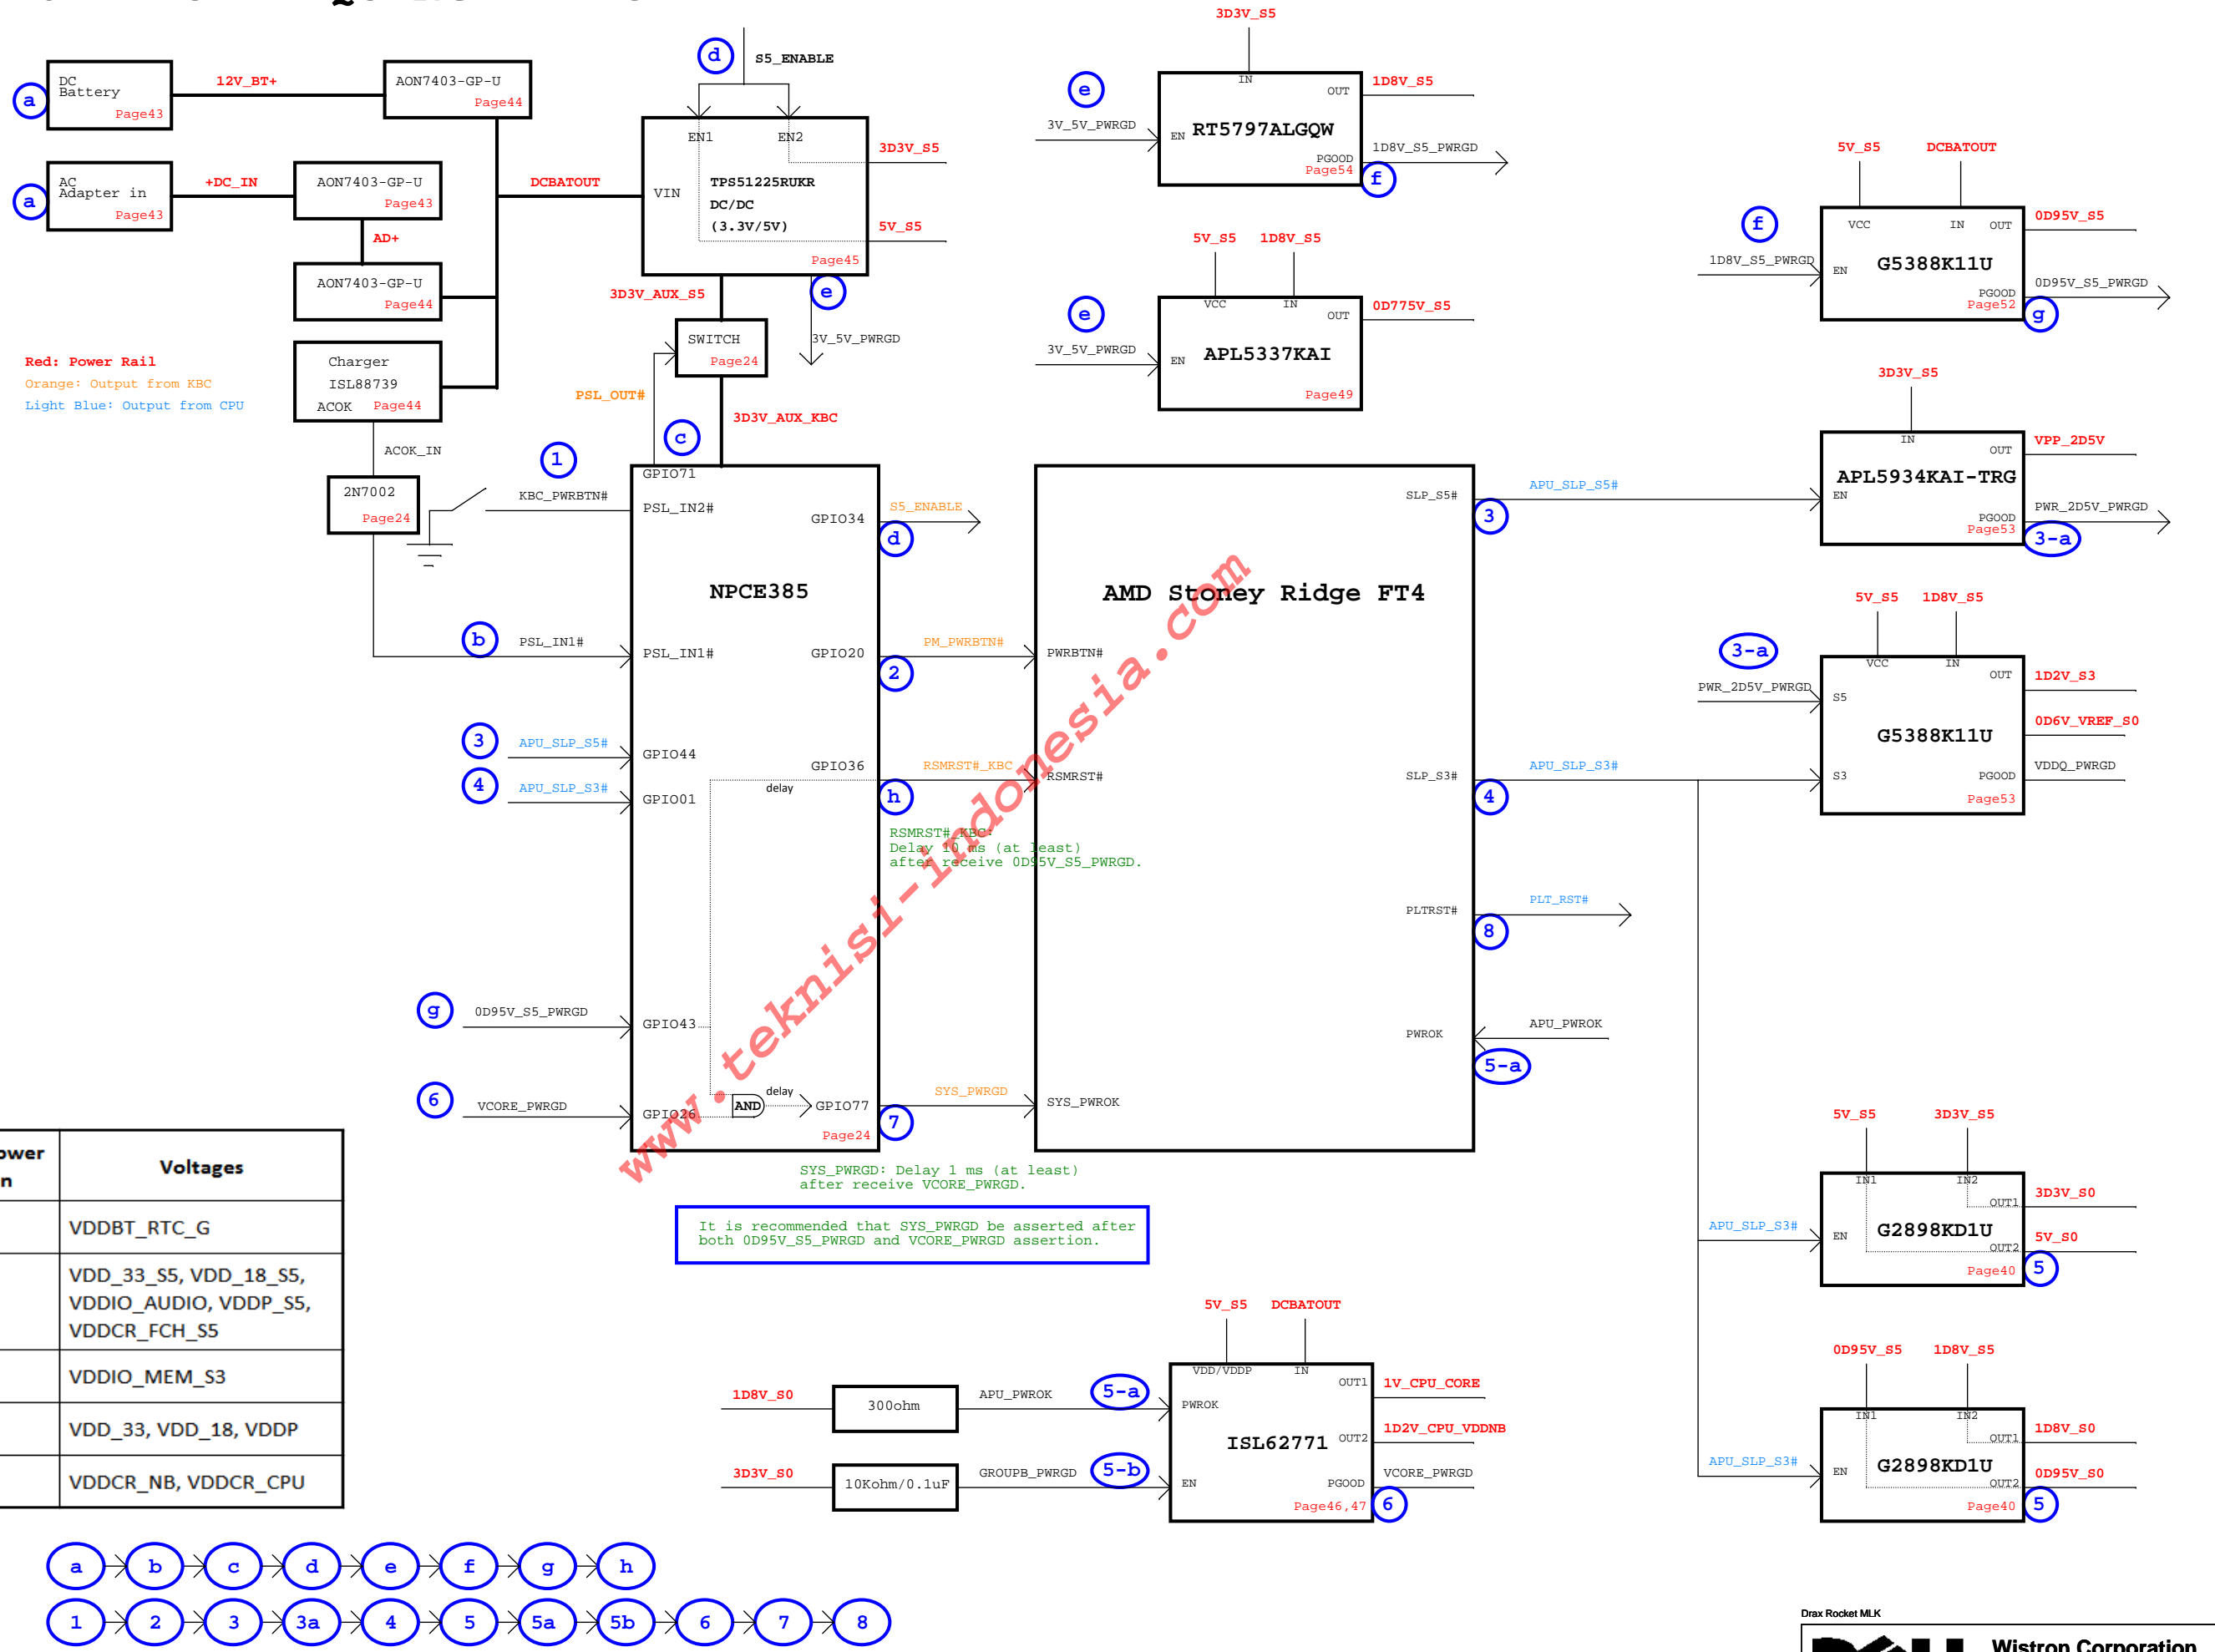 DC
Battery
Page43
a
12V_BT+
AON7403-GP-U
Page44
AC
Adapter in
Page43
a
+DC_IN
AON7403-GP-U
Page43
AD+
AON7403-GP-U
Page44
DCBATOUT
Charger
ISL88739
ACOK Page44
ACOK_IN
2N7002
Page24
Red: Power Rail
Orange: Output from KBC
Light Blue: Output from CPU
d
S5_ENABLE
EN1
EN2
VIN
TPS51225RUKR
DC/DC
(3.3V/5V)
Page45
3D3V_S5
5V_S5
e
3V_5V_PWRGD
3D3V_AUX_S5
SWITCH
Page24
PSL_OUT#
c
3D3V_AUX_KBC
3D3V_S5
IN
OUT
1D8V_S5
e
3V_5V_PWRGD
EN
RT5797ALGQW
PGOOD
Page54
1D8V_S5_PWRGD
f
5V_S5
1D8V_S5
VCC
IN
OUT
0D775V_S5
e
3V_5V_PWRGD
EN
APL5337KAI
Page49
5V_S5
DCBATOUT
VCC
IN
OUT
0D95V_S5
f
1D8V_S5_PWRGD
EN
G5388K11U
PGOOD
Page52
0D95V_S5_PWRGD
g
3D3V_S5
IN
OUT
VPP_2D5V
APL5934KAI-TRG
EN
PGOOD
Page53
PWR_2D5V_PWRGD
3-a
1
KBC_PWRBTN#
GPIO71
PSL_IN2#
GPIO34
S5_ENABLE
d
NPCE385
b
PSL_IN1#
PSL_IN1#
GPIO20
PM_PWRBTN#
2
3
APU_SLP_S5#
GPIO44
4
APU_SLP_S3#
GPIO01
GPIO36
delay
RSMRST#_KBC
h
RSMRST#_KBC:
Delay 10 ms (at least)
after receive 0D95V_S5_PWRGD.
g
0D95V_S5_PWRGD
GPIO43
6
VCORE_PWRGD
GPIO26
AND
delay
GPIO77
Page24
SYS_PWRGD
7
AMD Stoney Ridge FT4
PWRBTN#
RSMRST#
SYS_PWROK
SLP_S5#
APU_SLP_S5#
3
SLP_S3#
APU_SLP_S3#
4
PLTRST#
PLT_RST#
8
PWROK
APU_PWROK
5-a
www.teknisi-indonesia.com
5V_S5
1D8V_S5
3-a
PWR_2D5V_PWRGD
VCC
IN
OUT
1D2V_S3
S5
0D6V_VREF_S0
G5388K11U
S3
PGOOD
VDDQ_PWRGD
Page53
SYS_PWRGD: Delay 1 ms (at least)
after receive VCORE_PWRGD.
It is recommended that SYS_PWRGD be asserted after
both 0D95V_S5_PWRGD and VCORE_PWRGD assertion.
5V_S5
3D3V_S5
IN1
IN2
OUT1
3D3V_S0
APU_SLP_S3#
EN
G2898KD1U
OUT2
5V_S0
Page40
5
0D95V_S5
1D8V_S5
IN1
IN2
OUT1
1D8V_S0
APU_SLP_S3#
EN
G2898KD1U
OUT2
0D95V_S0
Page40
5
5V_S5
DCBATOUT
VDD/VDDP
IN
OUT1
1V_CPU_CORE
1D8V_S0
300ohm
APU_PWROK
5-a
PWROK
ISL62771
OUT2
1D2V_CPU_VDDNB
3D3V_S0
10Kohm/0.1uF
GROUPB_PWRGD
5-b
EN
PGOOD
VCORE_PWRGD
Page46,47
6
Voltages
VDDBT_RTC_G
VDD_33_S5, VDD_18_S5,
VDDIO_AUDIO, VDDP_S5,
VDDCR_FCH_S5
VDDIO_MEM_S3
VDD_33, VDD_18, VDDP
VDDCR_NB, VDDCR_CPU
a b c d e f g h
1 2 3 3a 4 5 5a 5b 6 7 8
Drax Rocket MLK
Wistron Corporation